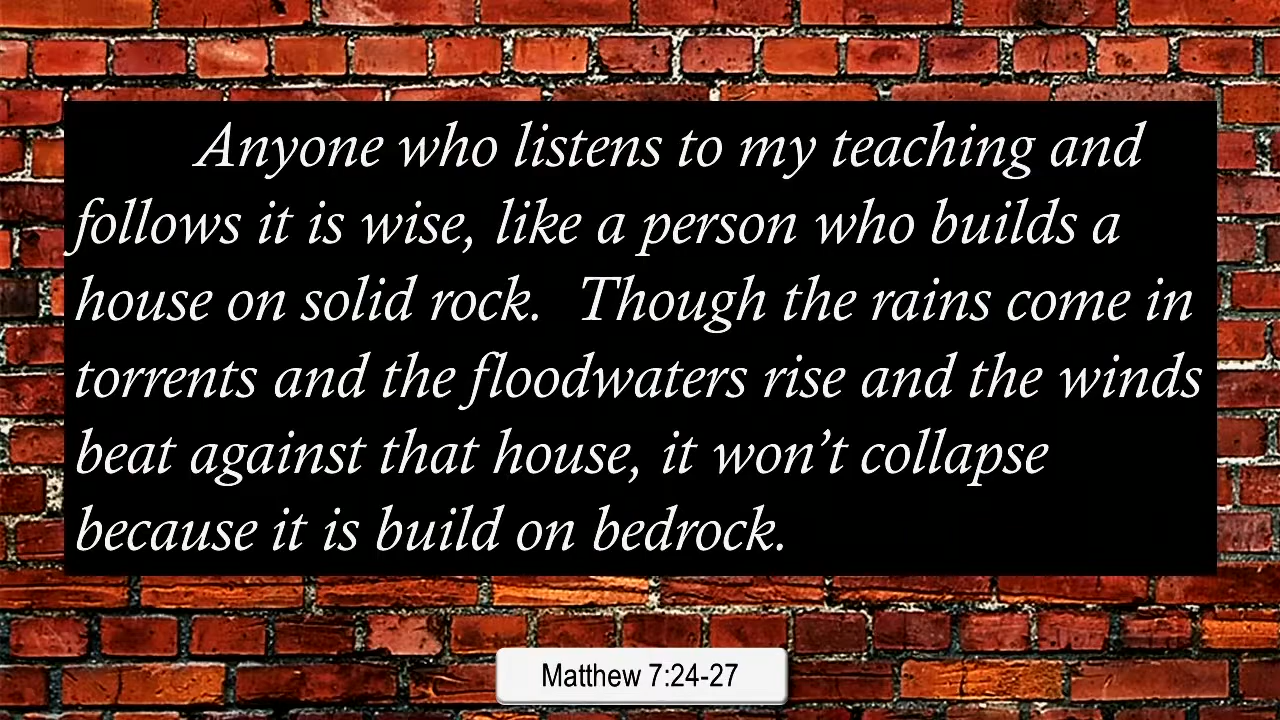 Anyone who listens to my teaching and
follows it is wise, like a person who builds a
house on solid rock.  Though the rains come in
torrents and the floodwaters rise and the winds
beat against that house, it won’t collapse
because it is build on bedrock.
Matthew 7:24-27